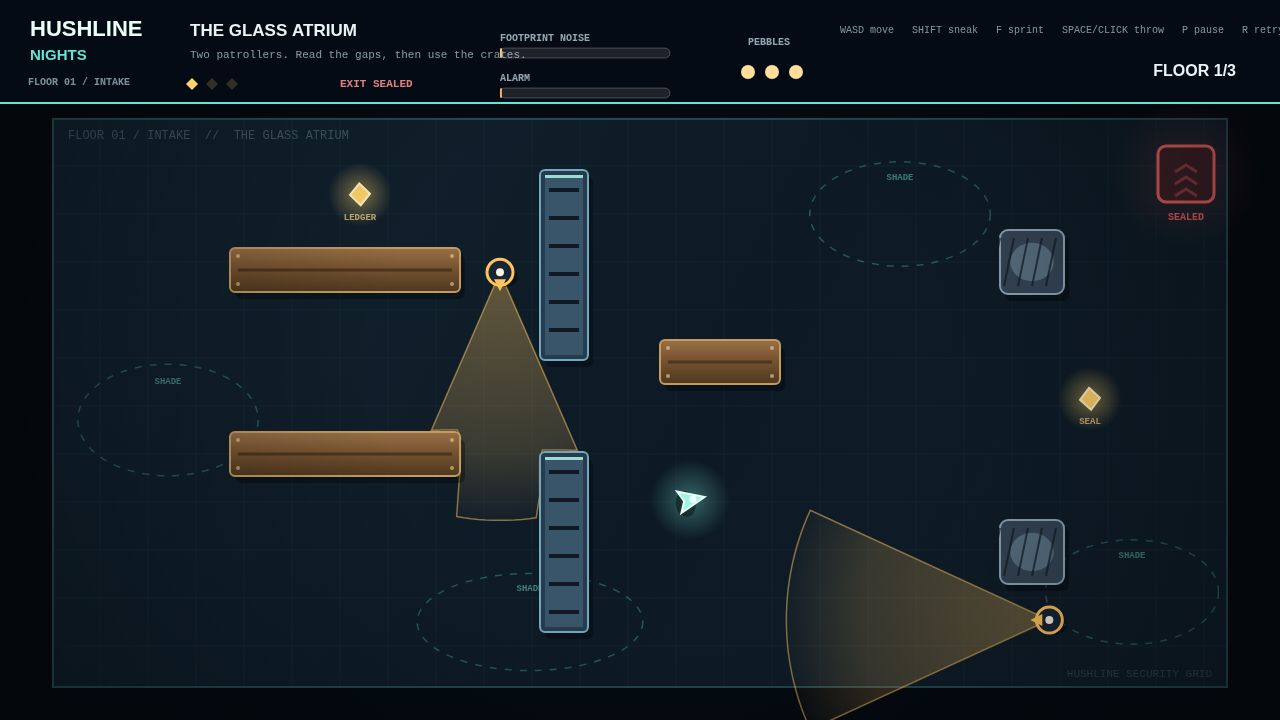 HUSHLINE
NIGHTS
FLOOR 01 / INTAKE
THE GLASS ATRIUM
Two patrollers. Read the gaps, then use the crates.
EXIT SEALED
FOOTPRINT NOISE
ALARM
PEBBLES
WASD move SHIFT sneak F sprint SPACE/CLICK throw P pause R retry
FLOOR 1/3
FLOOR 01 / INTAKE // THE GLASS ATRIUM
LEDGER
SHADE
SEALED
SHADE
SEAL
SHADE
SHADE
HUSHLINE SECURITY GRID